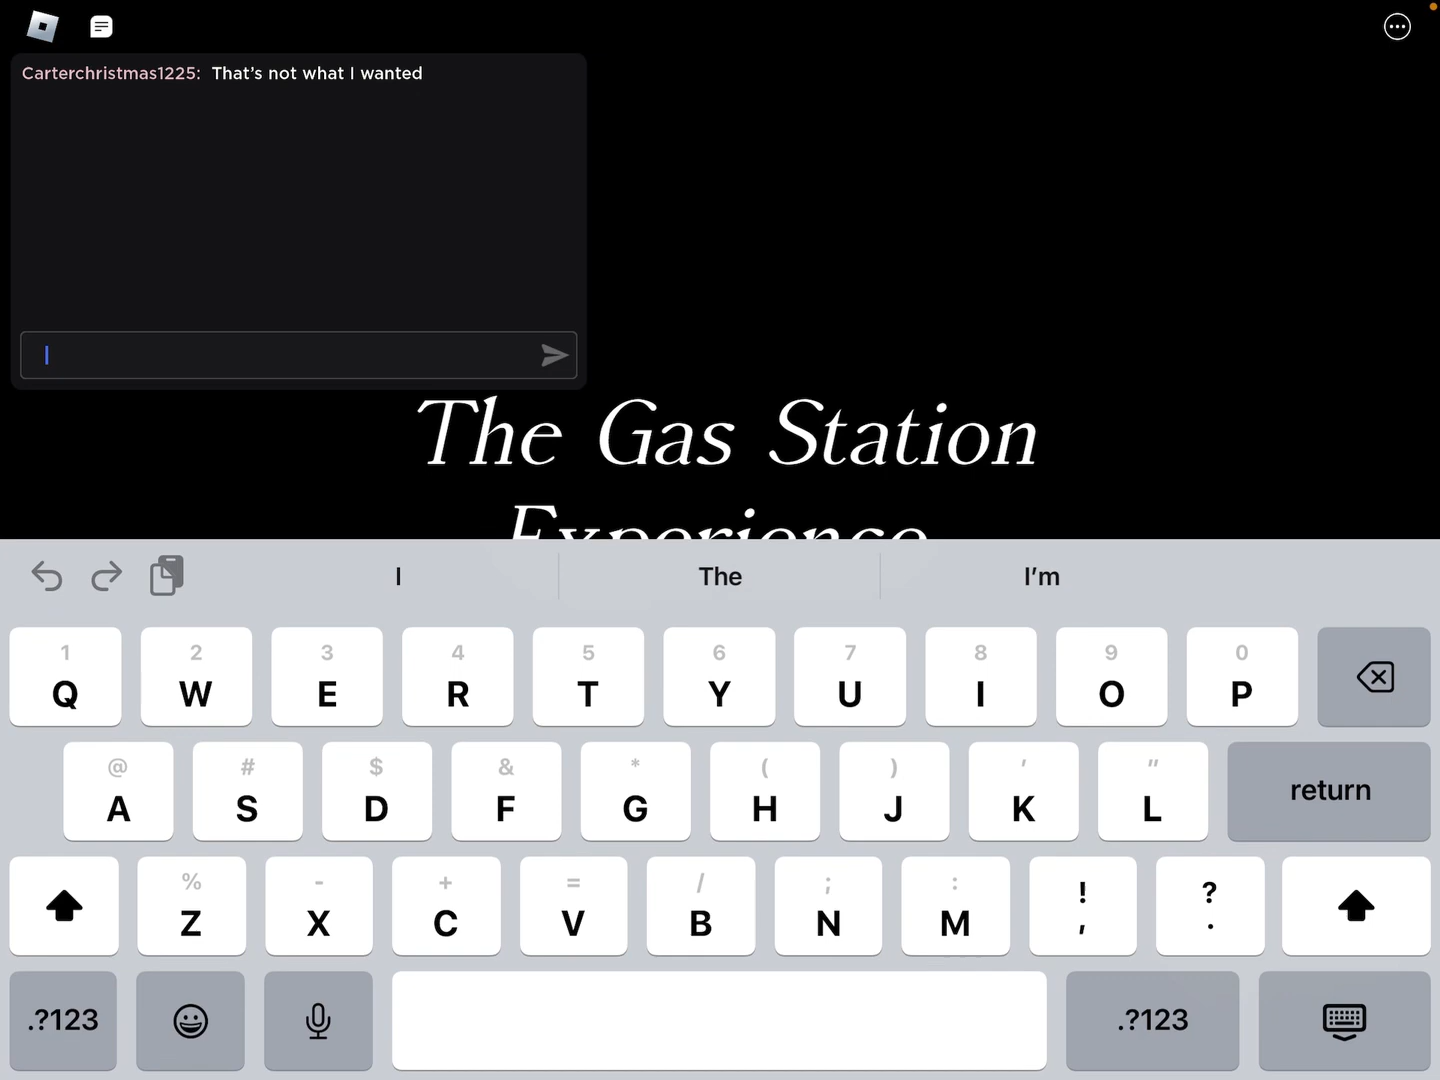 Carterchristmas1225: That's not what I wanted
The Gas Station
Experience
I The I'm
1 2 3 4 5 6 7 8 9 0
Q W E R T Y U I O P
@ # $ & * ( ) ' "
A S D F G H J K L return
% - + = / ; : ! ?
Z X C V B N M , .
.?123 .?123